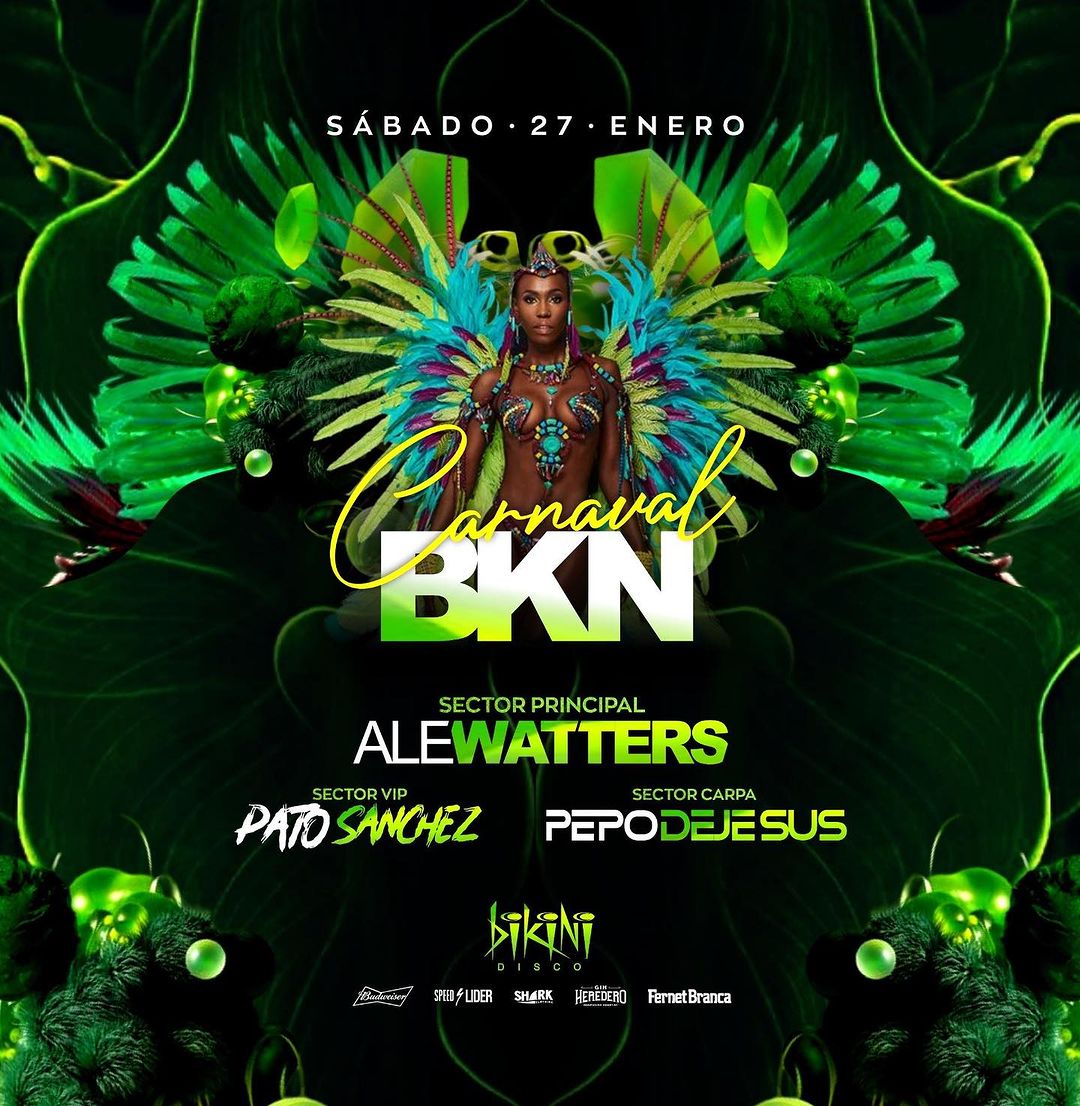 SÁBADO · 27 · ENERO
Carnaval
BKN
SECTOR PRINCIPAL
ALEWATTERS
SECTOR VIP
PATO SANCHEZ
SECTOR CARPA
PEPODEJESUS
bikini
DISCO
Budweiser SPEED LIDER SHARK GIN HEREDERO Fernet Branca